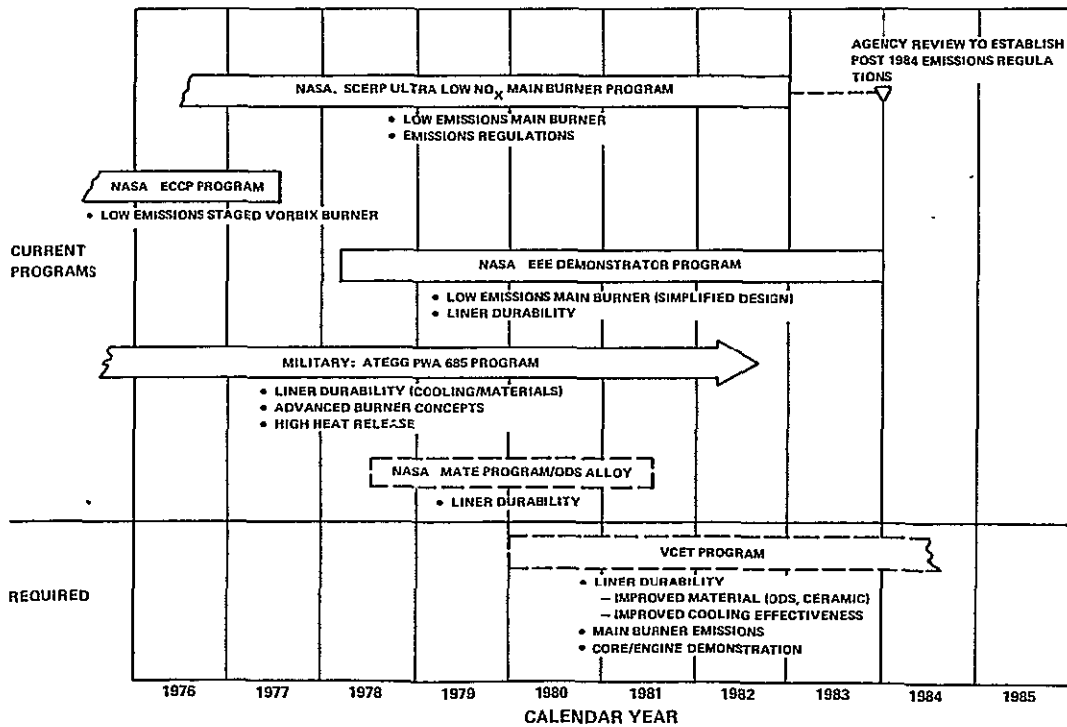 AGENCY REVIEW TO ESTABLISH
POST 1984 EMISSIONS REGULA
TIONS
NASA. SCERP ULTRA LOW NOX MAIN BURNER PROGRAM
• LOW EMISSIONS MAIN BURNER
• EMISSIONS REGULATIONS
NASA ECCP PROGRAM
• LOW EMISSIONS STAGED VORBIX BURNER
CURRENT
PROGRAMS
NASA EEE DEMONSTRATOR PROGRAM
• LOW EMISSIONS MAIN BURNER (SIMPLIFIED DESIGN)
• LINER DURABILITY
MILITARY: ATEGG PWA 685 PROGRAM
• LINER DURABILITY (COOLING/MATERIALS)
• ADVANCED BURNER CONCEPTS
• HIGH HEAT RELEASE
NASA MATE PROGRAM/ODS ALLOY
• LINER DURABILITY
REQUIRED
VCET PROGRAM
• LINER DURABILITY
– IMPROVED MATERIAL (ODS, CERAMIC)
– IMPROVED COOLING EFFECTIVENESS
• MAIN BURNER EMISSIONS
• CORE/ENGINE DEMONSTRATION
1976 1977 1978 1979 1980 1981 1982 1983 1984 1985
CALENDAR YEAR